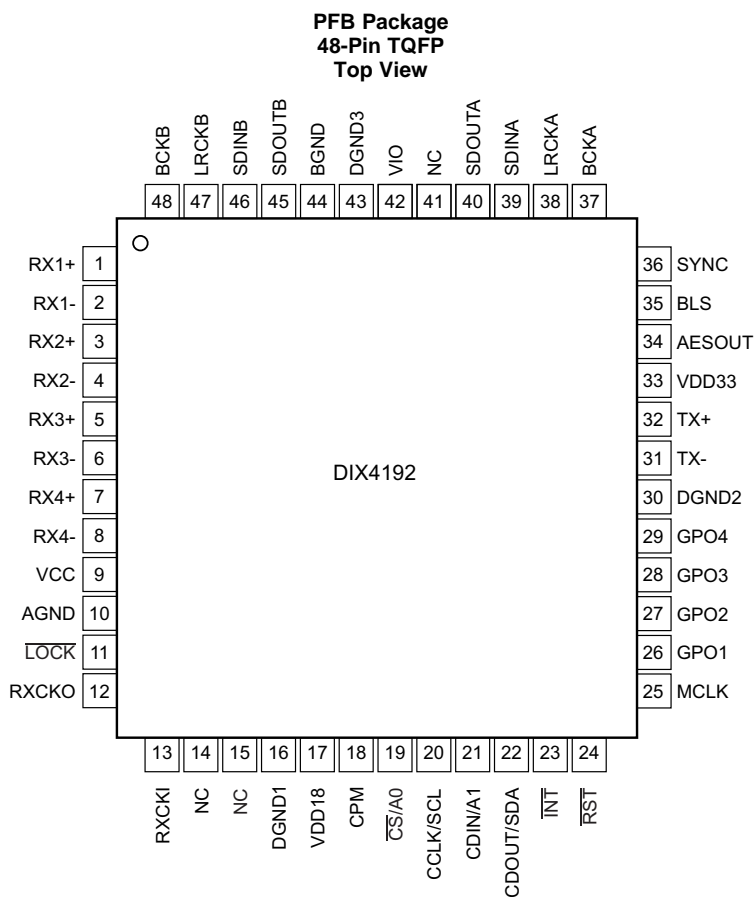 PFB Package
48-Pin TQFP
Top View
BCKB
LRCKB
SDINB
SDOUTB
BGND
DGND3
VIO
NC
SDOUTA
SDINA
LRCKA
BCKA
48 47 46 45 44 43 42 41 40 39 38 37
RX1+ 1
RX1- 2
RX2+ 3
RX2- 4
RX3+ 5
RX3- 6
RX4+ 7
RX4- 8
VCC 9
AGND 10
LOCK 11
RXCKO 12
DIX4192
36 SYNC
35 BLS
34 AESOUT
33 VDD33
32 TX+
31 TX-
30 DGND2
29 GPO4
28 GPO3
27 GPO2
26 GPO1
25 MCLK
13 14 15 16 17 18 19 20 21 22 23 24
RXCKI
NC
NC
DGND1
VDD18
CPM
CS/A0
CCLK/SCL
CDIN/A1
CDOUT/SDA
INT
RST